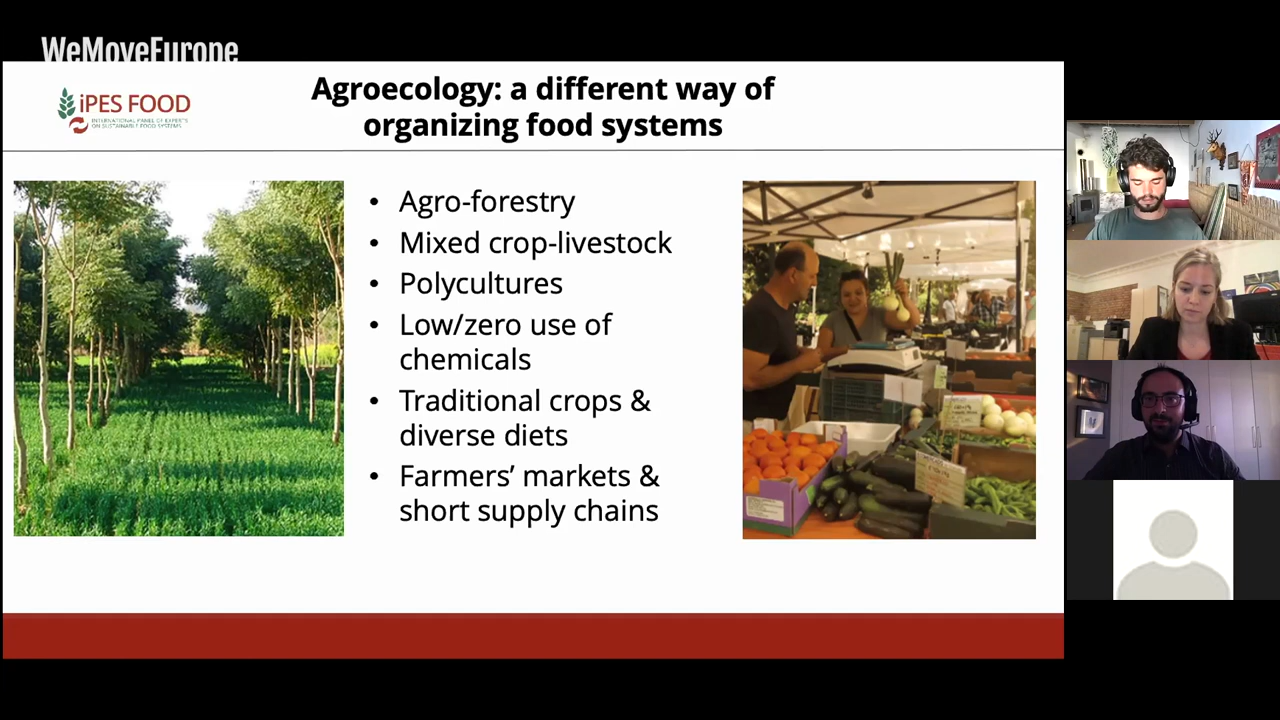 WeMoveEurope
iPES FOOD
INTERNATIONAL PANEL OF EXPERTS
ON SUSTAINABLE FOOD SYSTEMS
Agroecology: a different way of
organizing food systems
• Agro-forestry
• Mixed crop-livestock
• Polycultures
• Low/zero use of
chemicals
• Traditional crops &
diverse diets
• Farmers’ markets &
short supply chains